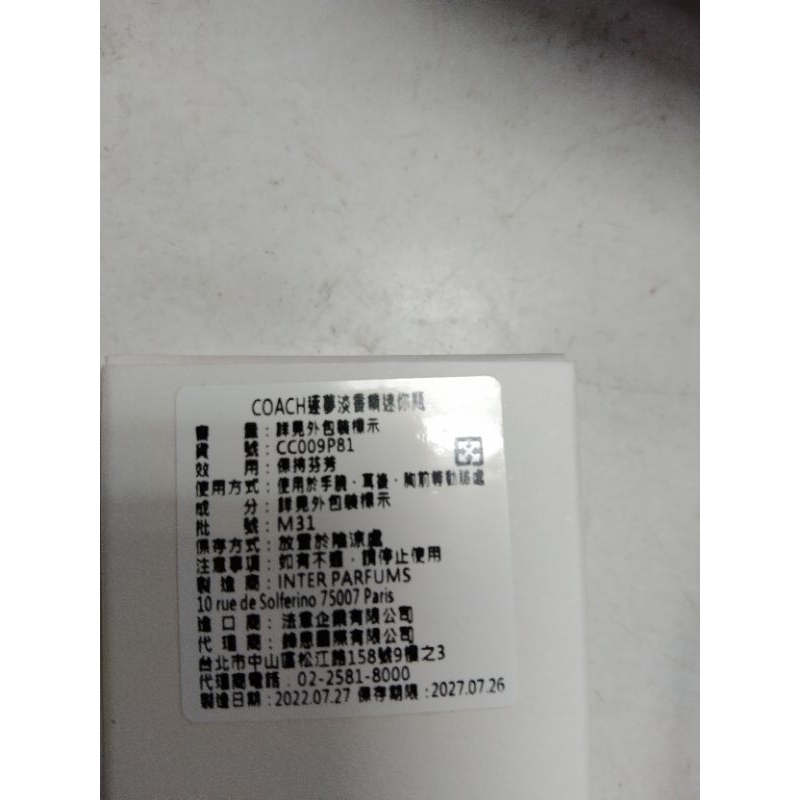 COACH逐夢淡香精迷你瓶
容 量：詳見外包裝標示
貨 號：CC009P81
效 用：保持芬芳
使用方式：使用於手腕、耳後、胸前等動脈處
成 分：詳見外包裝標示
批 號：M31
保存方式：放置於陰涼處
注意事項：如有不適，請停止使用
製 造 商：INTER PARFUMS
10 rue de Solferino 75007 Paris
進 口 商：法意企業有限公司
代 理 商：國際有限公司
台北市中山區松江路158號9樓之3
代理商電話：02-2581-8000
製造日期：2022.07.27 保存期限：2027.07.26